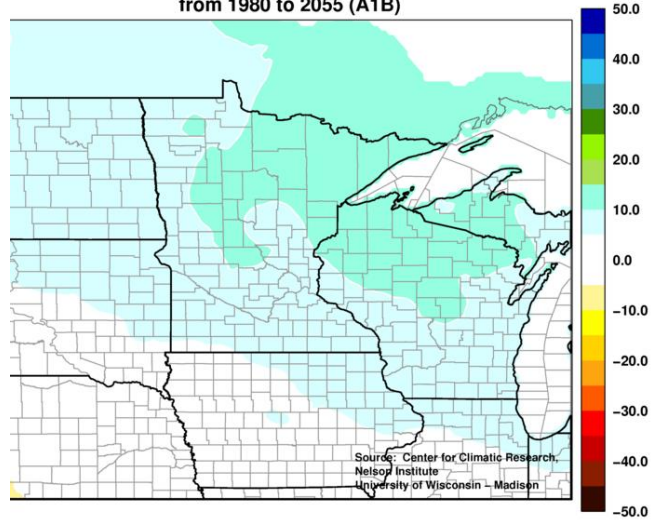 from 1980 to 2055 (A1B)
50.0
40.0
30.0
20.0
10.0
0.0
−10.0
−20.0
−30.0
−40.0
−50.0
Source: Center for Climatic Research,
Nelson Institute
University of Wisconsin – Madison